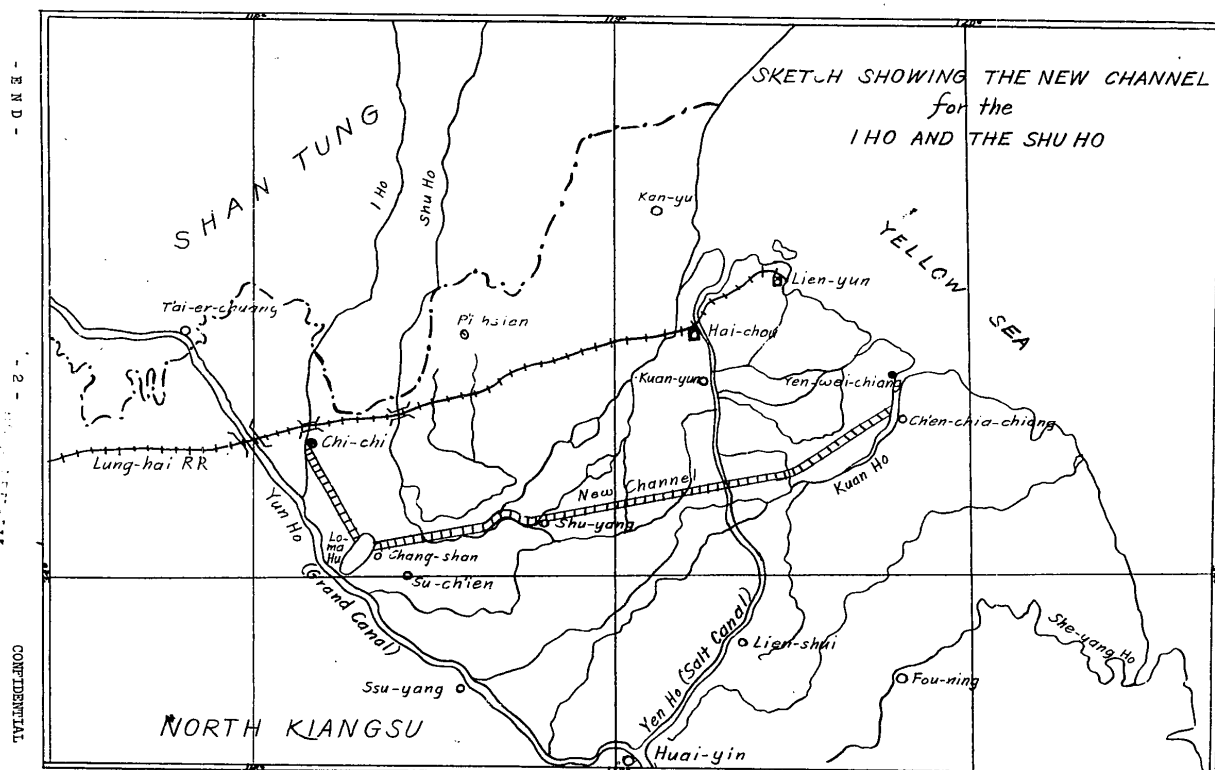 SKETCH SHOWING THE NEW CHANNEL
for the
I HO AND THE SHU HO
SHAN TUNG
I HO
Shu Ho
Kan-yu
YELLOW
SEA
Lien-yun
T'ai-er-chuang
Pi hsien
Hai-chou
Kuan-yun
Yen-wei-chiang
Ch'en-chia-chiang
Chi-chi
Lung-hai RR
Kuan Ho
New Channel
Yun Ho
(Grand Canal)
Shu-yang
Lo-
ma
Hu
Chang-shan
Su-ch'ien
Yen Ho (Salt Canal)
Lien-shui
She-yang Ho
Fou-ning
Ssu-yang
NORTH KIANGSU
Huai-yin
120°
- END -
- 2 -
CONFIDENTIAL